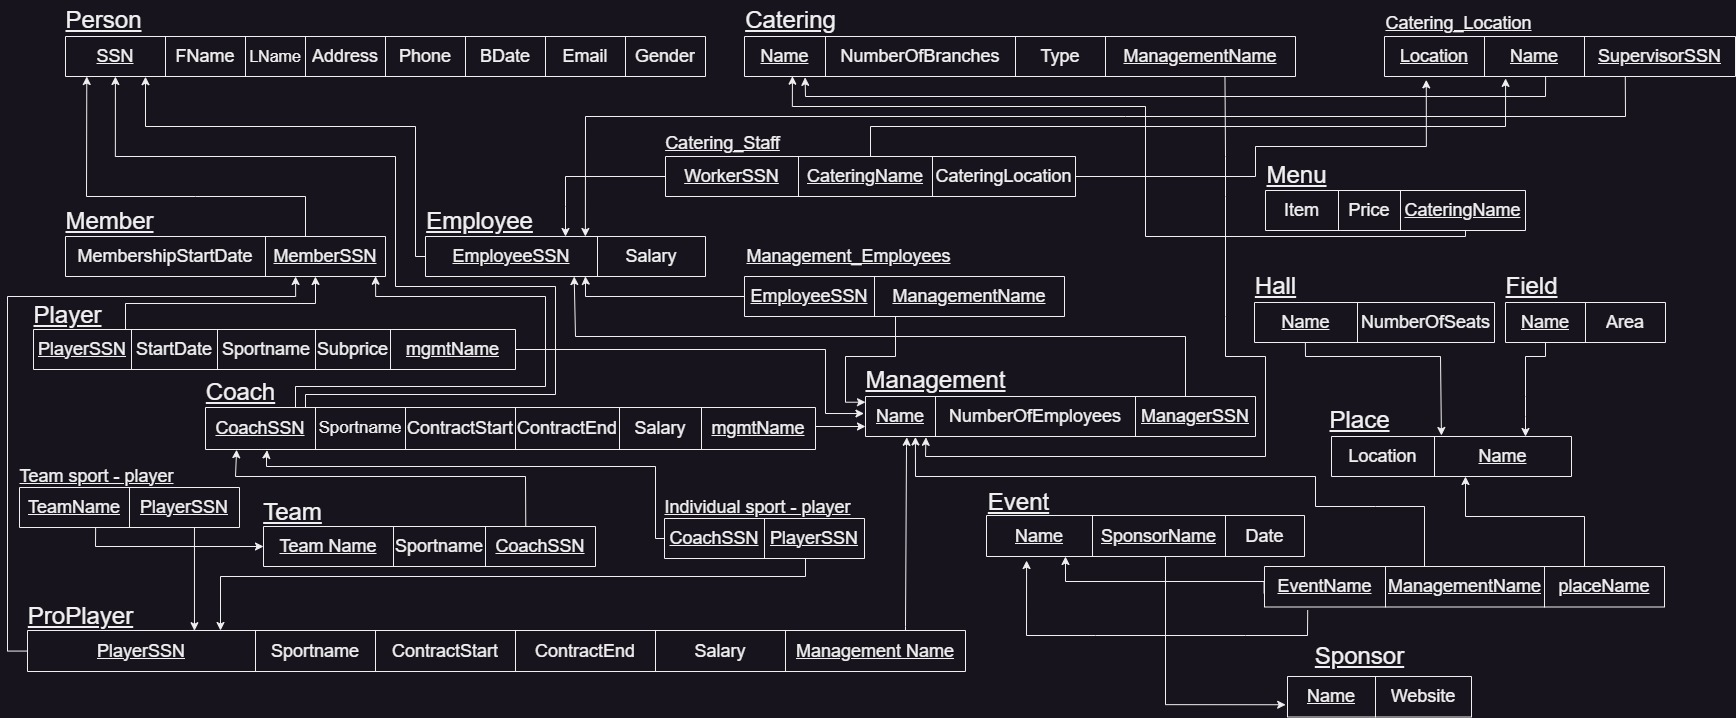 Person
SSN FName LName Address Phone BDate Email Gender
Catering
Name NumberOfBranches Type ManagementName
Catering_Location
Location Name SupervisorSSN
Catering_Staff
WorkerSSN CateringName CateringLocation
Menu
Item Price CateringName
Member
MembershipStartDate MemberSSN
Employee
EmployeeSSN Salary
Management_Employees
EmployeeSSN ManagementName
Hall
Name NumberOfSeats
Field
Name Area
Player
PlayerSSN StartDate Sportname Subprice mgmtName
Coach
CoachSSN Sportname ContractStart ContractEnd Salary mgmtName
Management
Name NumberOfEmployees ManagerSSN
Place
Location Name
Team sport - player
TeamName PlayerSSN
Team
Team Name Sportname CoachSSN
Individual sport - player
CoachSSN PlayerSSN
Event
Name SponsorName Date
EventName ManagementName placeName
ProPlayer
PlayerSSN Sportname ContractStart ContractEnd Salary Management Name
Sponsor
Name Website